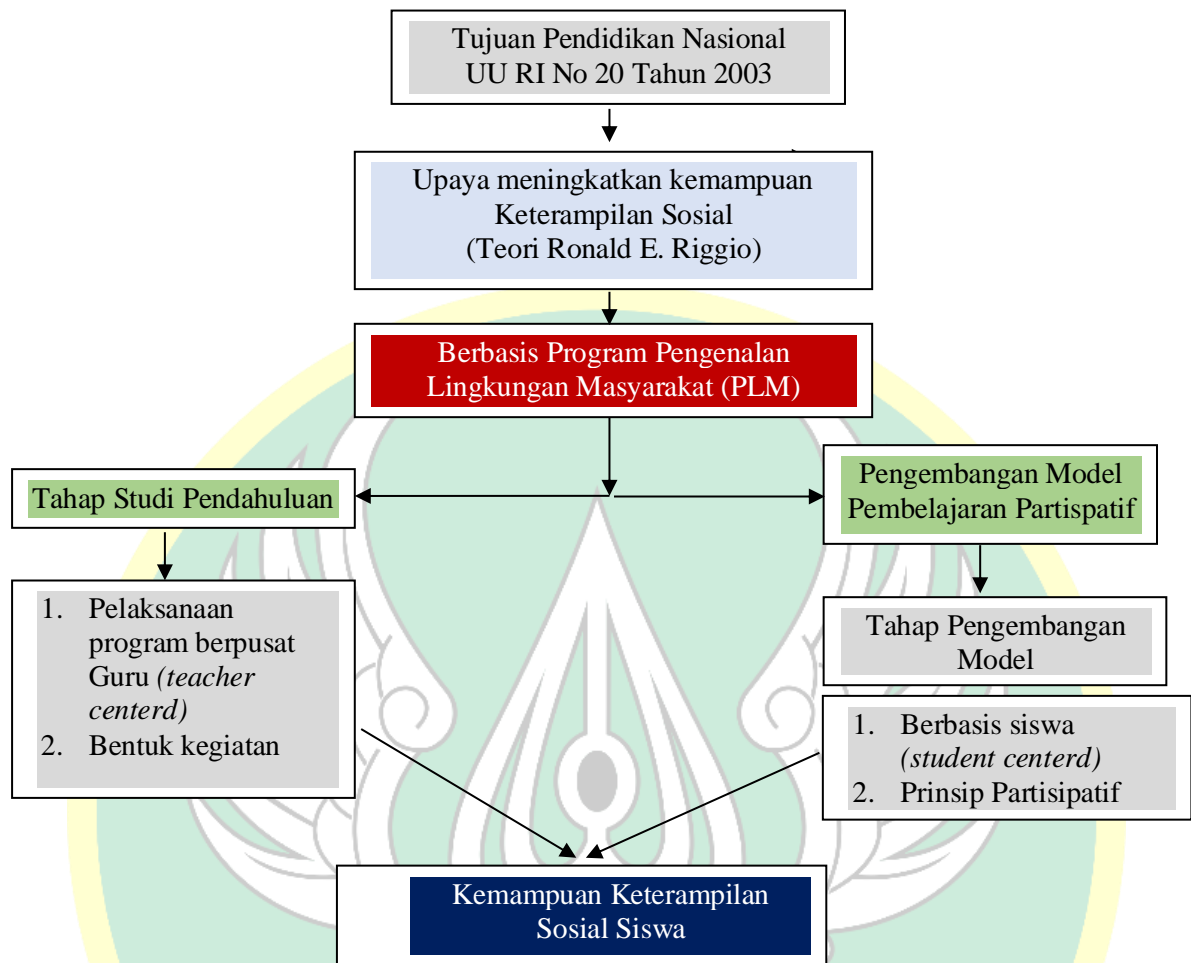 Tujuan Pendidikan Nasional
UU RI No 20 Tahun 2003
Upaya meningkatkan kemampuan
Keterampilan Sosial
(Teori Ronald E. Riggio)
Berbasis Program Pengenalan
Lingkungan Masyarakat (PLM)
Tahap Studi Pendahuluan
Pengembangan Model
Pembelajaran Partispatif
1. Pelaksanaan
program berpusat
Guru (teacher
centerd)
2. Bentuk kegiatan
Tahap Pengembangan
Model
1. Berbasis siswa
(student centerd)
2. Prinsip Partisipatif
Kemampuan Keterampilan
Sosial Siswa